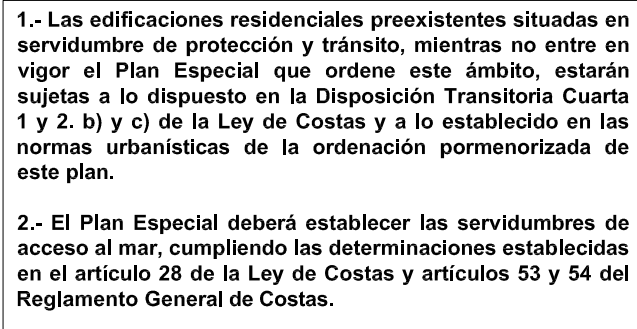 1.- Las edificaciones residenciales preexistentes situadas en
servidumbre de protección y tránsito, mientras no entre en
vigor el Plan Especial que ordene este ámbito, estarán
sujetas a lo dispuesto en la Disposición Transitoria Cuarta
1 y 2. b) y c) de la Ley de Costas y a lo establecido en las
normas urbanísticas de la ordenación pormenorizada de
este plan.
2.- El Plan Especial deberá establecer las servidumbres de
acceso al mar, cumpliendo las determinaciones establecidas
en el artículo 28 de la Ley de Costas y artículos 53 y 54 del
Reglamento General de Costas.